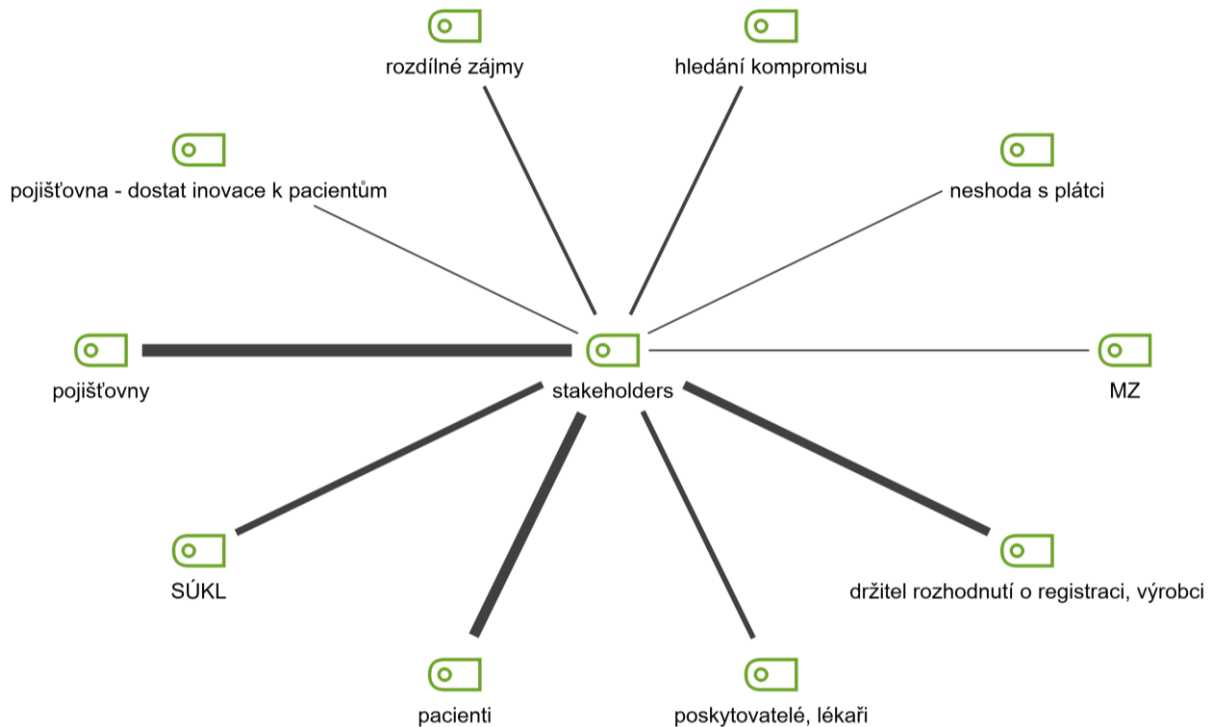 rozdílné zájmy
hledání kompromisu
pojišťovna - dostat inovace k pacientům
neshoda s plátci
pojišťovny
stakeholders
MZ
SÚKL
držitel rozhodnutí o registraci, výrobci
pacienti
poskytovatelé, lékaři